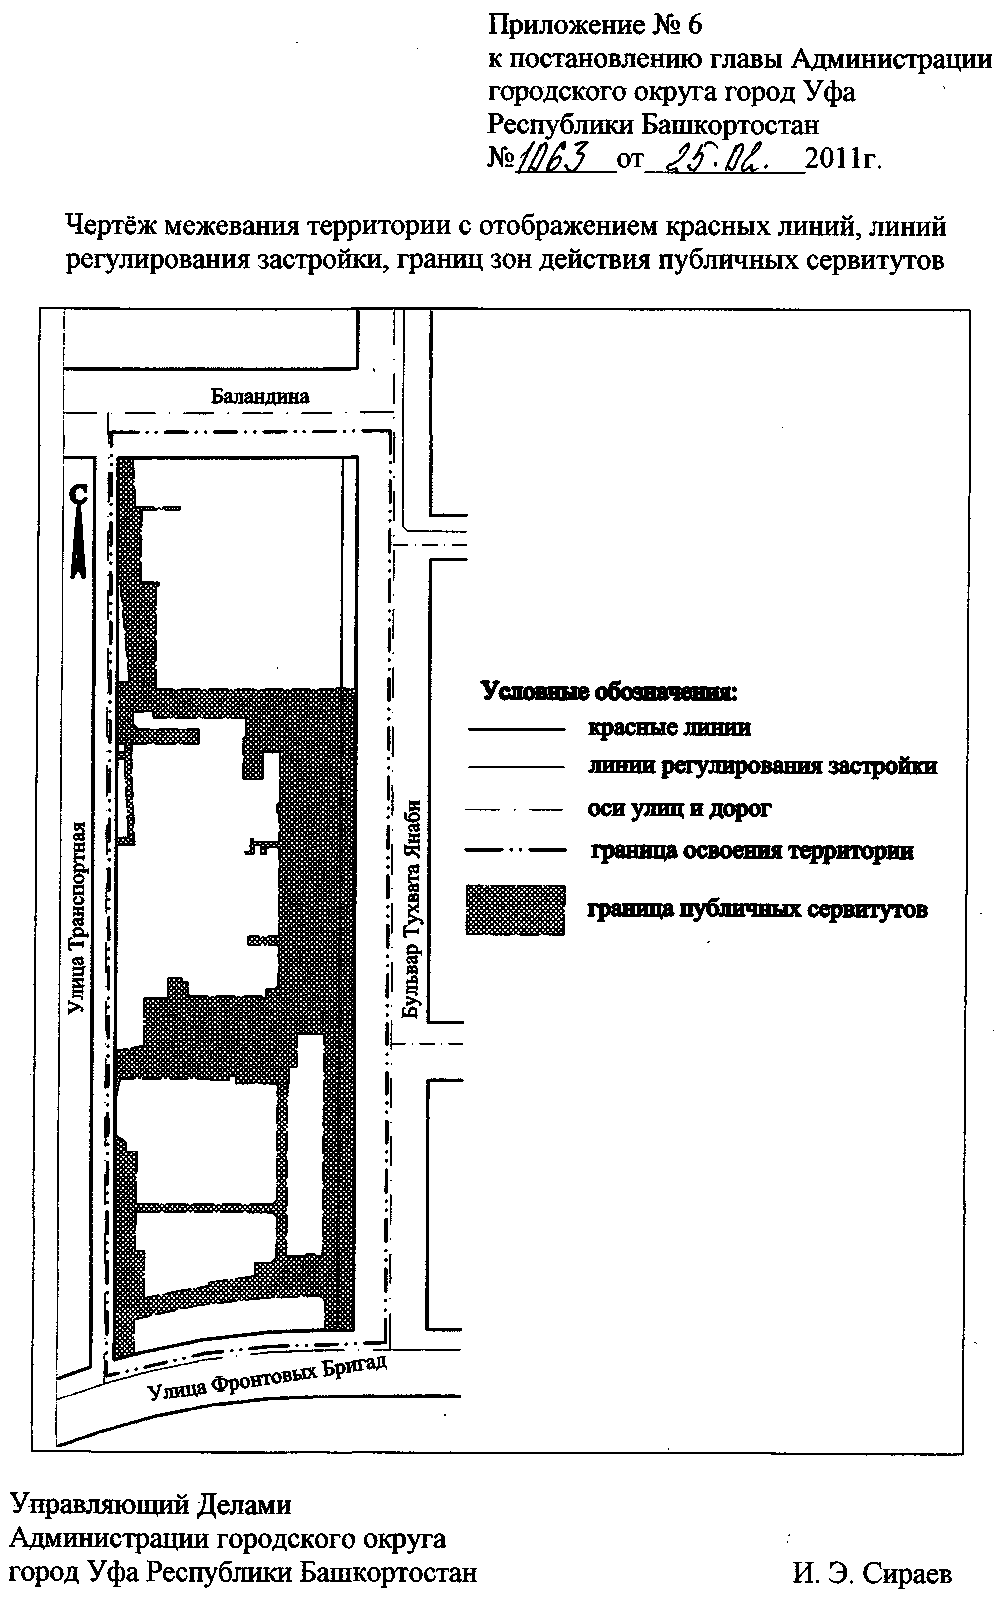 Приложение № 6
к постановлению главы Администрации
городского округа город Уфа
Республики Башкортостан
№ 1063 от 25.02. 2011г.
Чертёж межевания территории с отображением красных линий, линий
регулирования застройки, границ зон действия публичных сервитутов
Баландина
С
Улица Транспортная
Бульвар Тухвата Янаби
Условные обозначения:
красные линии
линии регулирования застройки
оси улиц и дорог
граница освоения территории
граница публичных сервитутов
Улица Фронтовых Бригад
Управляющий Делами
Администрации городского округа
город Уфа Республики Башкортостан
И. Э. Сираев